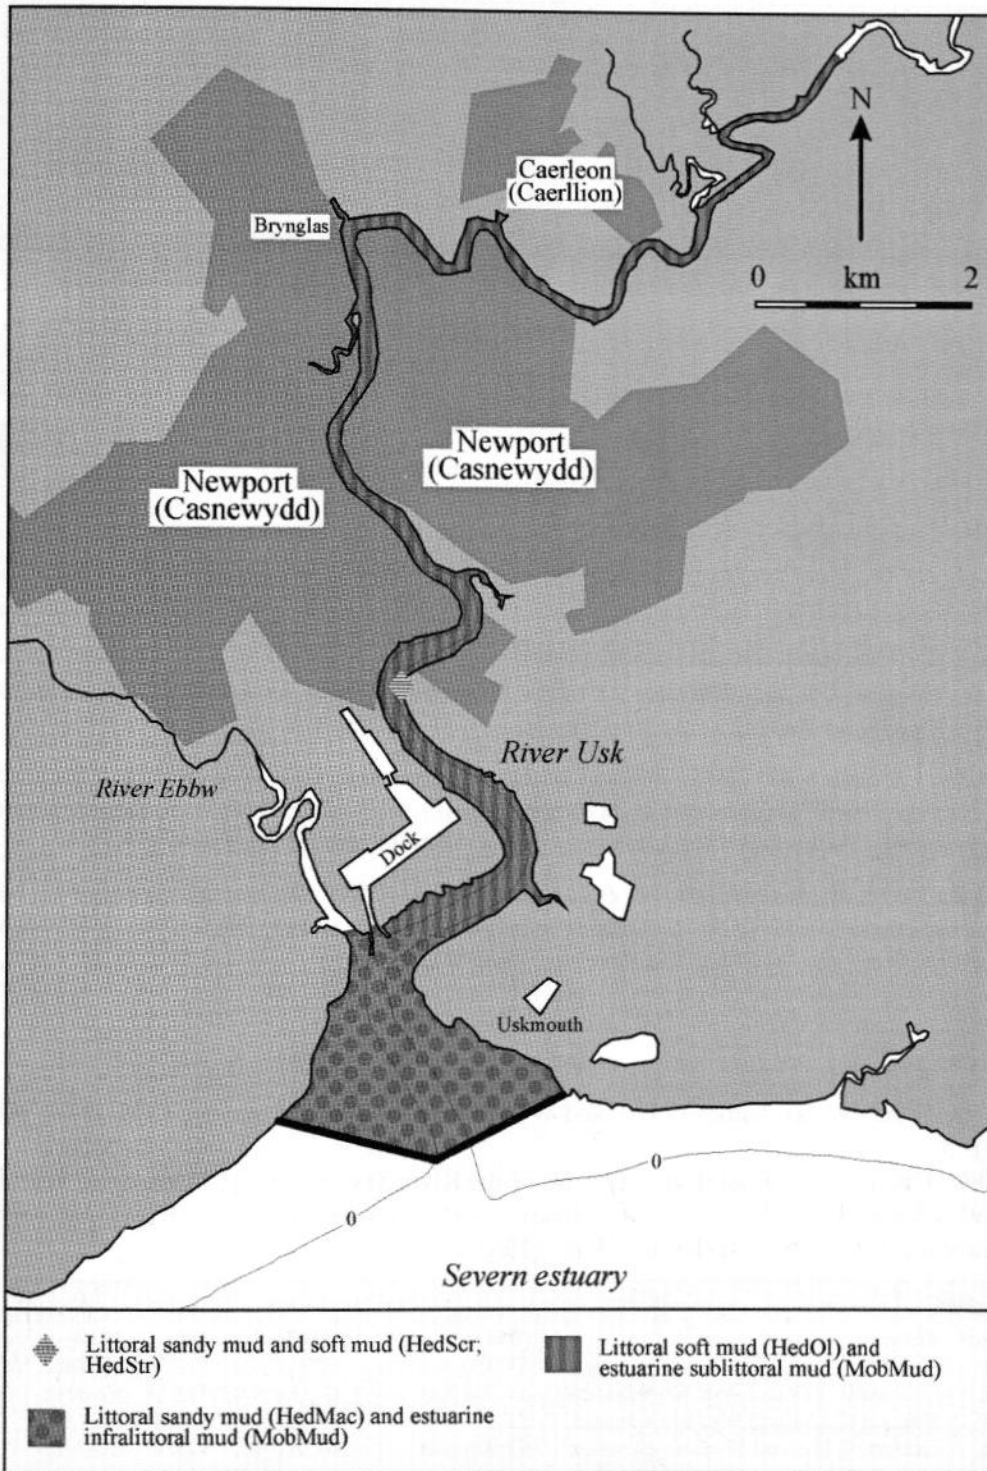 N
Caerleon
(Caerllion)
Brynglas
0 km 2
Newport
(Casnewydd)
Newport
(Casnewydd)
River Usk
River Ebbw
Dock
Uskmouth
0
0
Severn estuary
Littoral sandy mud and soft mud (HedScr;
HedStr)
Littoral soft mud (HedOl) and
estuarine sublittoral mud (MobMud)
Littoral sandy mud (HedMac) and estuarine
infralittoral mud (MobMud)